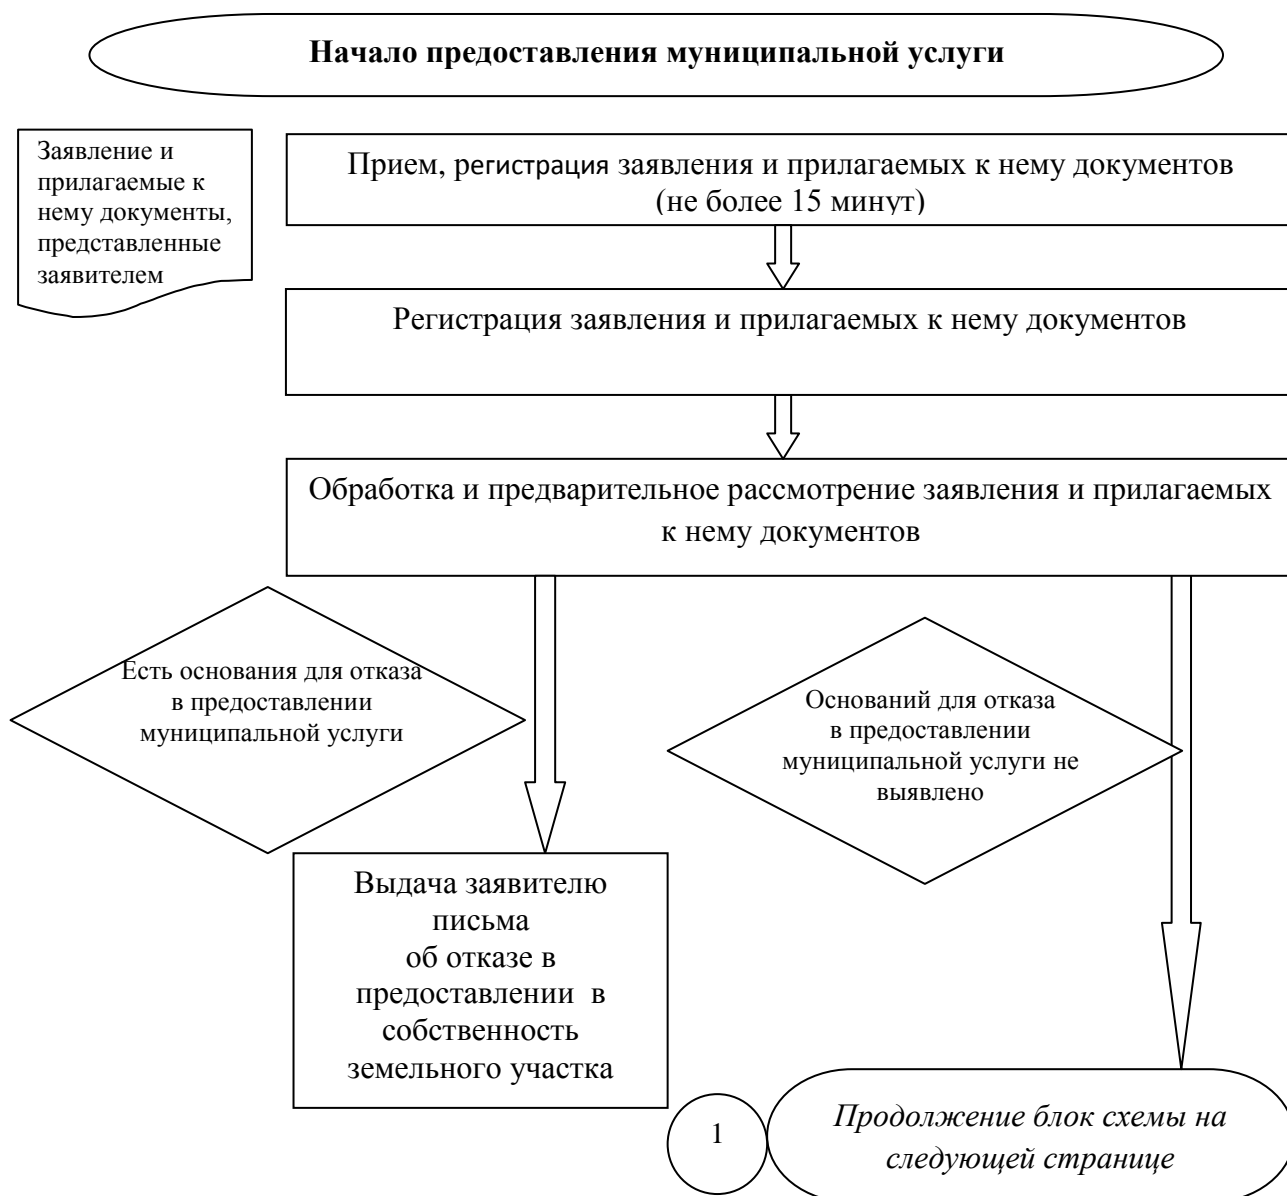 Начало предоставления муниципальной услуги
Заявление и
прилагаемые к
нему документы,
представленные
заявителем
Прием, регистрация заявления и прилагаемых к нему документов
(не более 15 минут)
Регистрация заявления и прилагаемых к нему документов
Обработка и предварительное рассмотрение заявления и прилагаемых
к нему документов
Есть основания для отказа
в предоставлении
муниципальной услуги
Оснований для отказа
в предоставлении
муниципальной услуги не
выявлено
Выдача заявителю
письма
об отказе в
предоставлении в
собственность
земельного участка
1
Продолжение блок схемы на
следующей странице